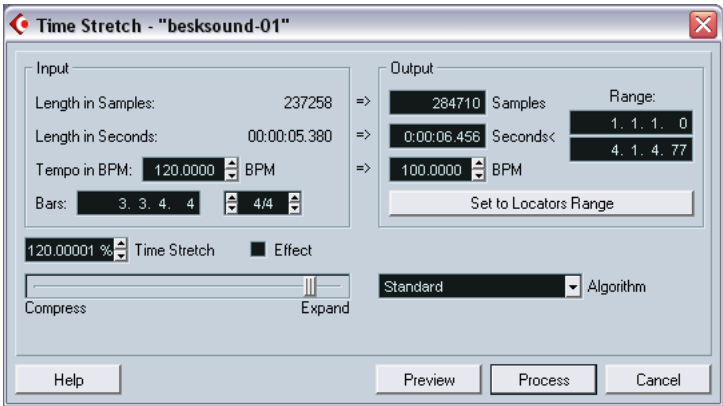 Time Stretch - "besksound-01"
Input
Output
Length in Samples: 237258 => 284710 Samples
Range:
1. 1. 1. 0
Length in Seconds: 00:00:05.380 => 0:00:06.456 Seconds<
4. 1. 4. 77
Tempo in BPM: 120.0000 BPM => 100.0000 BPM
Bars: 3. 3. 4. 4 4/4
Set to Locators Range
120.00001 % Time Stretch Effect
Standard Algorithm
Compress Expand
Help Preview Process Cancel